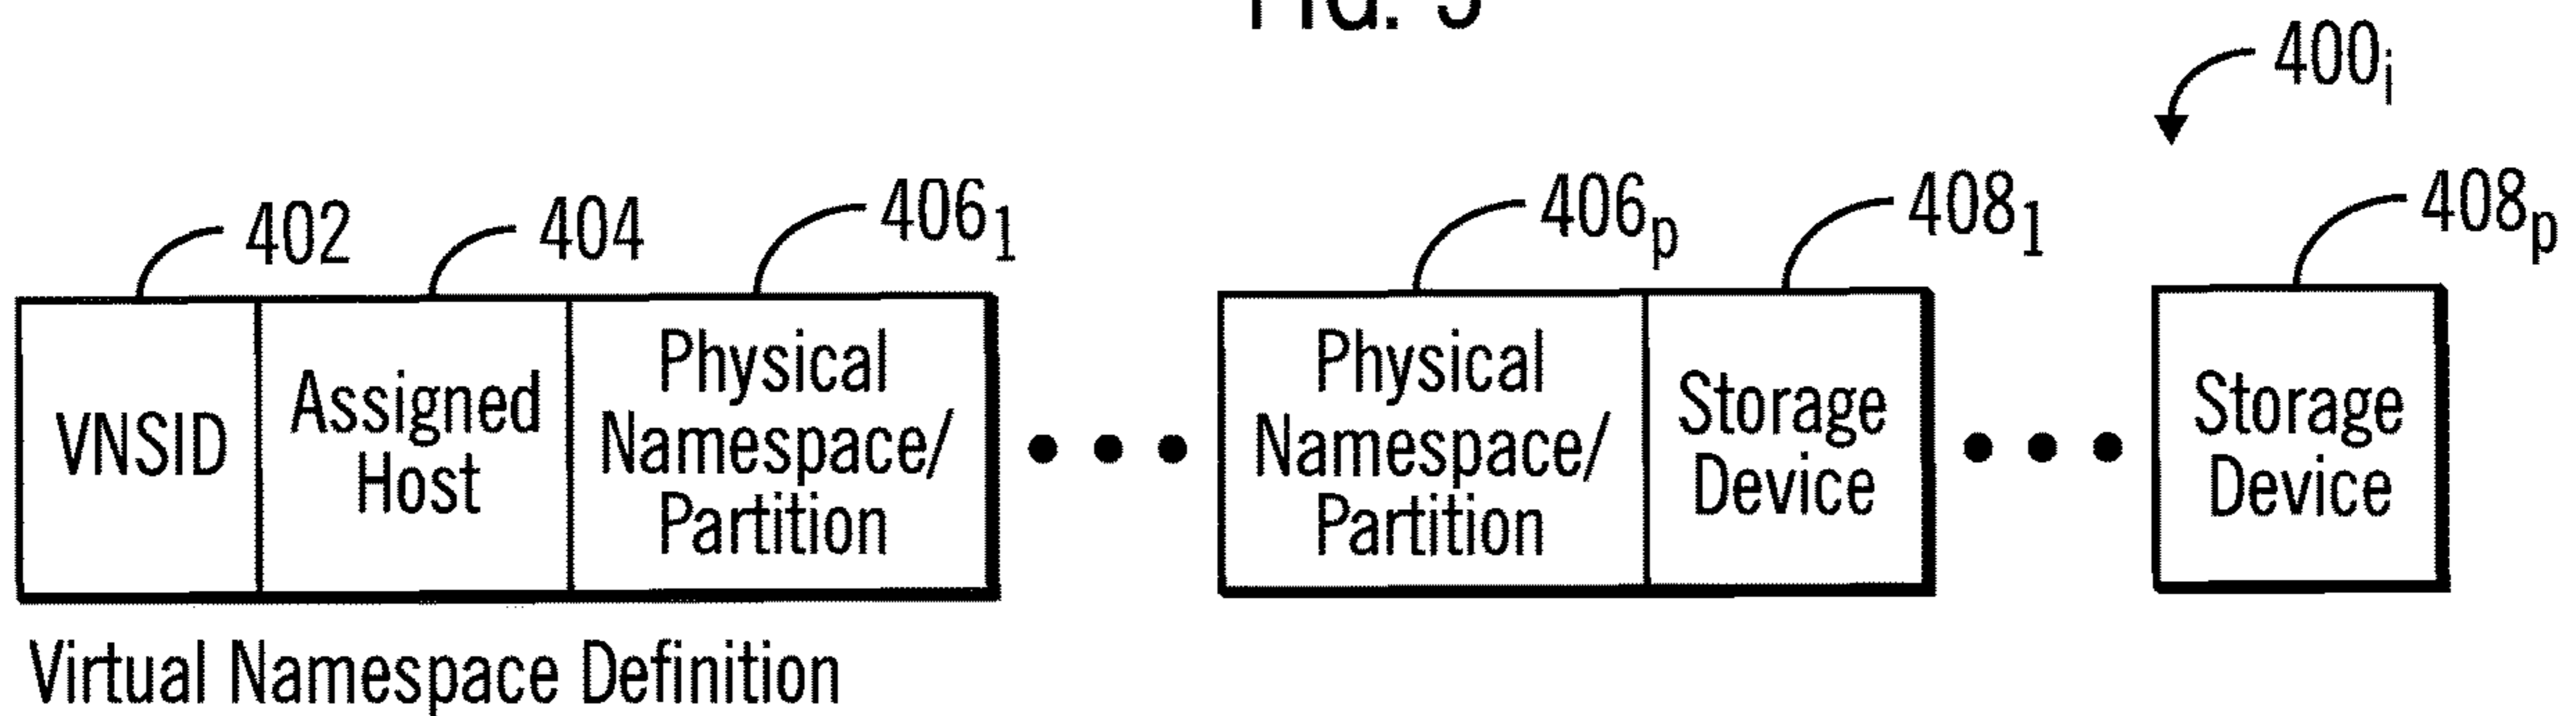 400i
402
404
4061
406p
4081
408p
VNSID
Assigned
Host
Physical
Namespace/
Partition
Physical
Namespace/
Partition
Storage
Device
Storage
Device
Virtual Namespace Definition